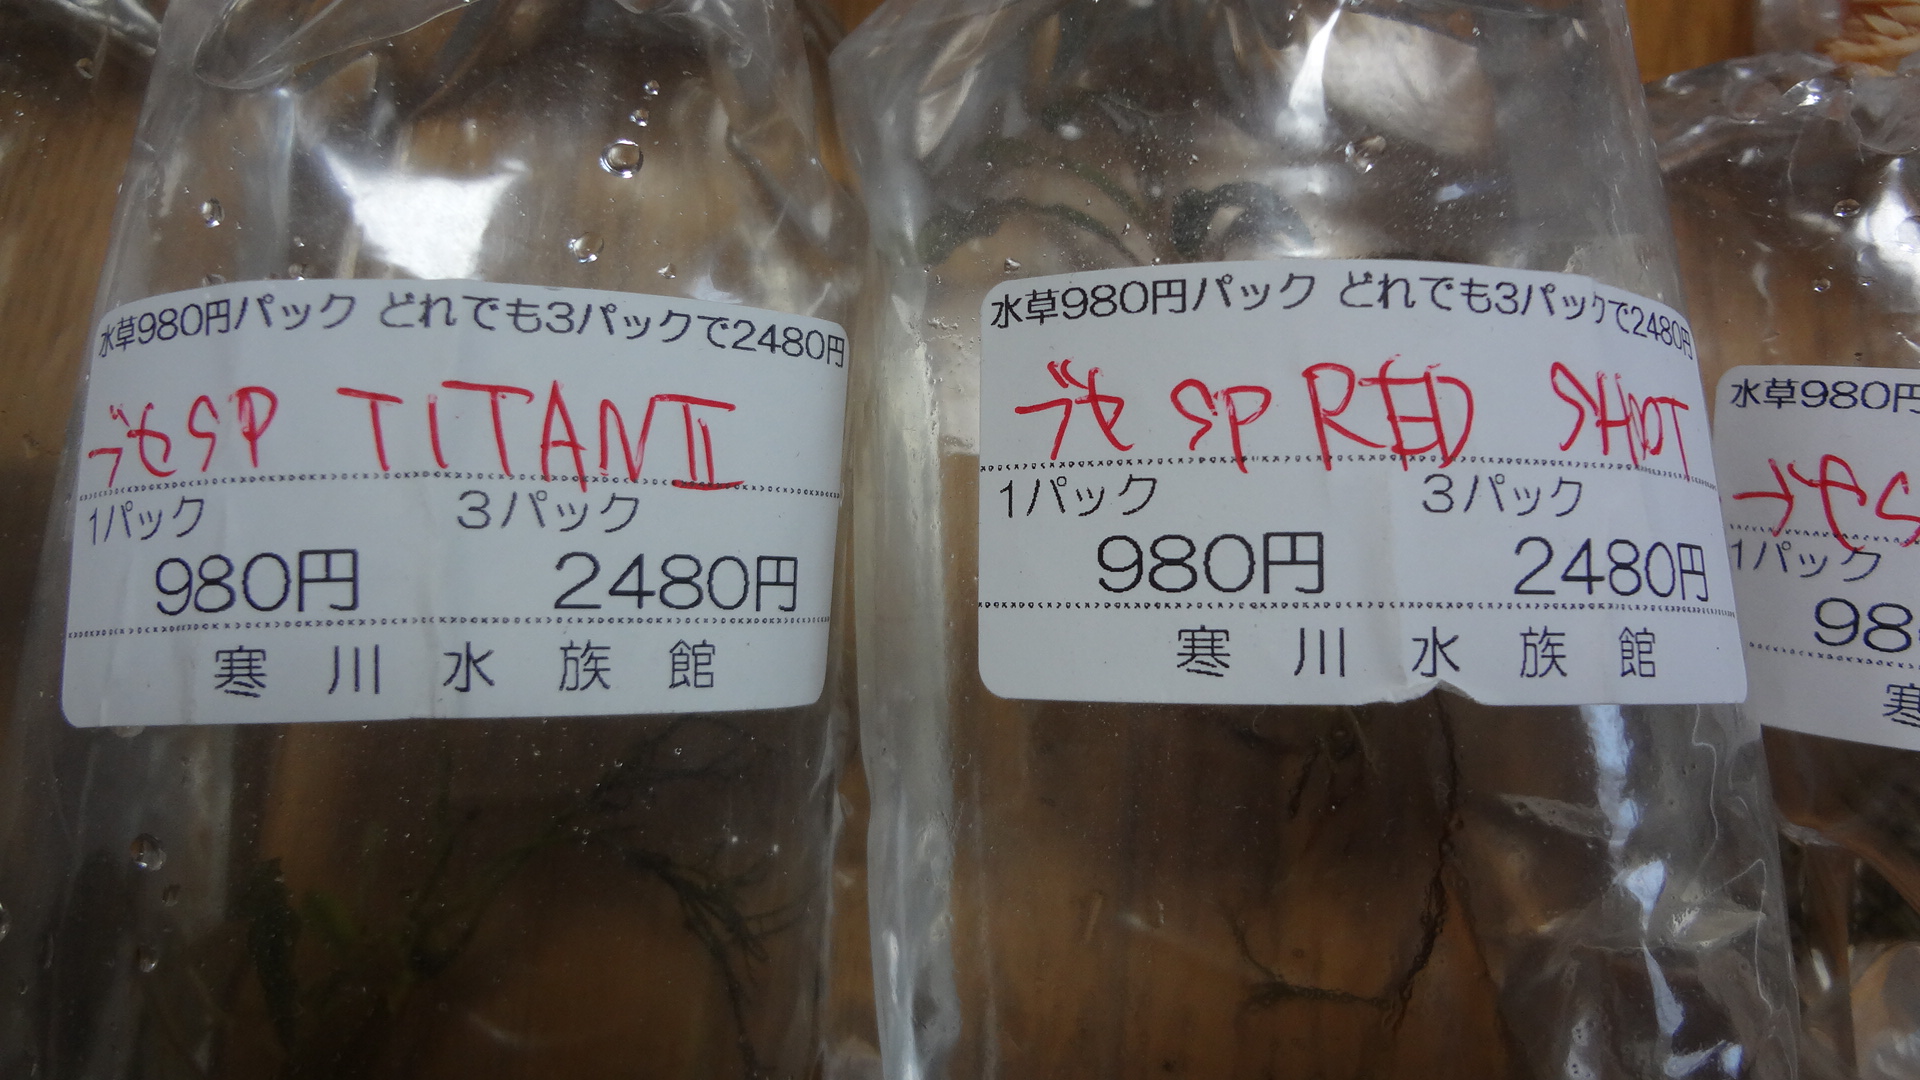 水草980円パック どれでも3パックで2480円
ブセSP TITANⅡ
1パック 3パック
980円 2480円
寒川水族館
水草980円パック どれでも3パックで2480円
ブセ SP RED SHOT
1パック 3パック
980円 2480円
寒川水族館
水草980円
ブセS
1パック
98
寒